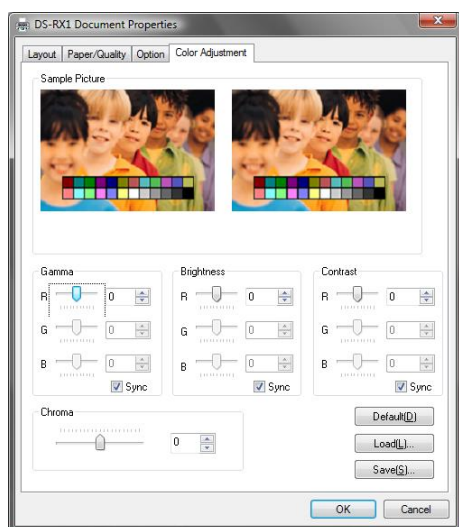 DS-RX1 Document Properties
Layout Paper/Quality Option Color Adjustment
Sample Picture
Gamma Brightness Contrast
R 0 R 0 R 0
G 0 G 0 G 0
B 0 B 0 B 0
Sync Sync Sync
Chroma
0
Default(D)
Load(L)...
Save(S)...
OK Cancel